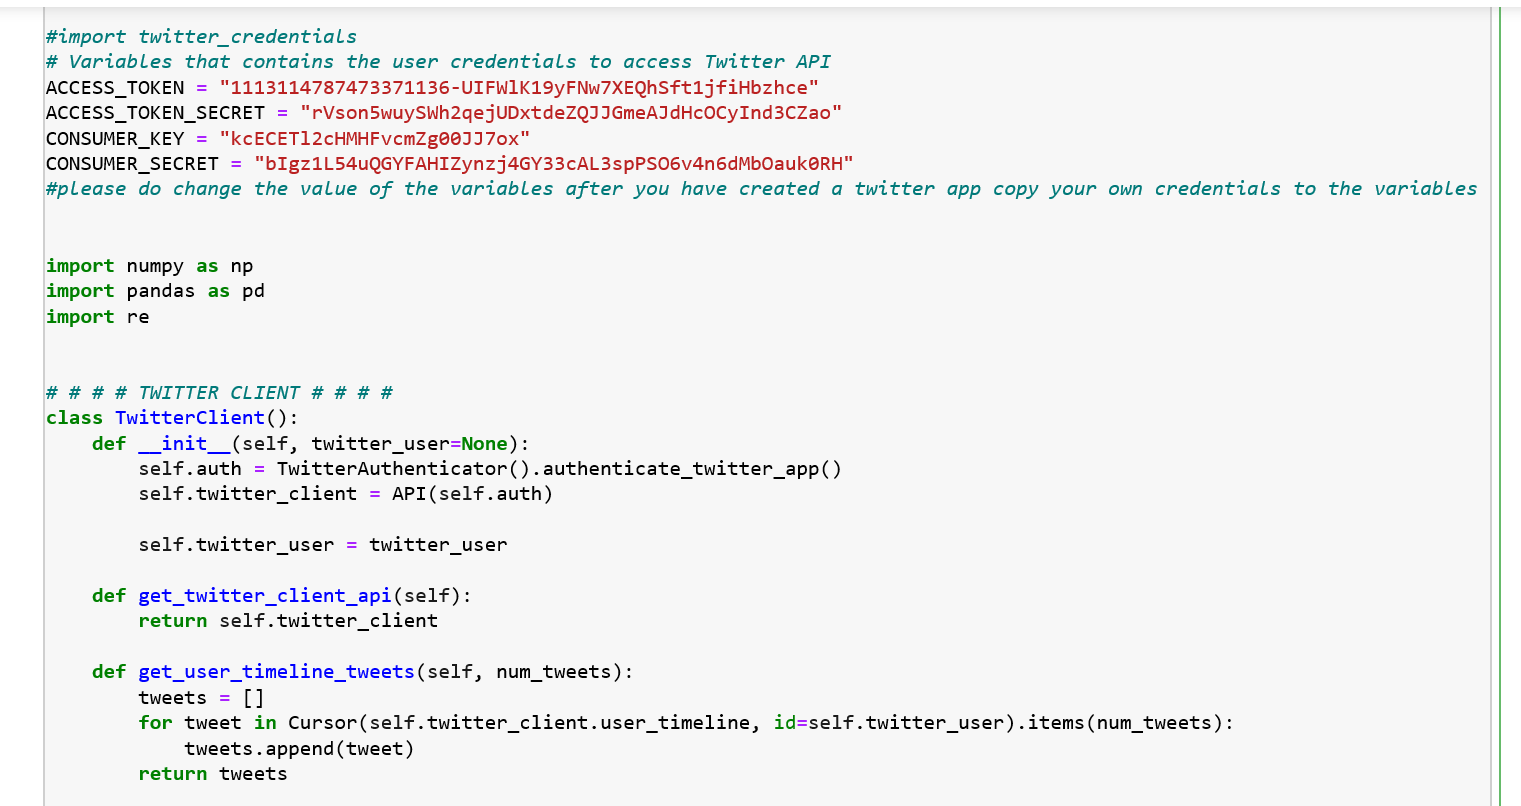 #import twitter_credentials
# Variables that contains the user credentials to access Twitter API
ACCESS_TOKEN = "1113114787473371136-UIFWlK19yFNw7XEQhSft1jfiHbzhce"
ACCESS_TOKEN_SECRET = "rVson5wuySWh2qejUDxtdeZQJJGmeAJdHcOCyInd3CZao"
CONSUMER_KEY = "kcECETl2cHMHFvcmZg00JJ7ox"
CONSUMER_SECRET = "bIgz1L54uQGYFAHIZynzj4GY33cAL3spPSO6v4n6dMbOauk0RH"
#please do change the value of the variables after you have created a twitter app copy your own credentials to the variables
import numpy as np
import pandas as pd
import re
# # # # TWITTER CLIENT # # # #
class TwitterClient():
    def __init__(self, twitter_user=None):
        self.auth = TwitterAuthenticator().authenticate_twitter_app()
        self.twitter_client = API(self.auth)
        self.twitter_user = twitter_user
    def get_twitter_client_api(self):
        return self.twitter_client
    def get_user_timeline_tweets(self, num_tweets):
        tweets = []
        for tweet in Cursor(self.twitter_client.user_timeline, id=self.twitter_user).items(num_tweets):
            tweets.append(tweet)
        return tweets